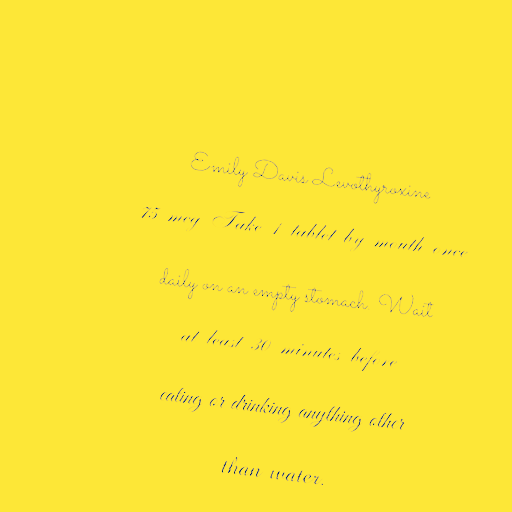 Emily Davis Levothyroxine
75 mcg Take 1 tablet by mouth once
daily on an empty stomach. Wait
at least 30 minutes before
eating or drinking anything other
than water.